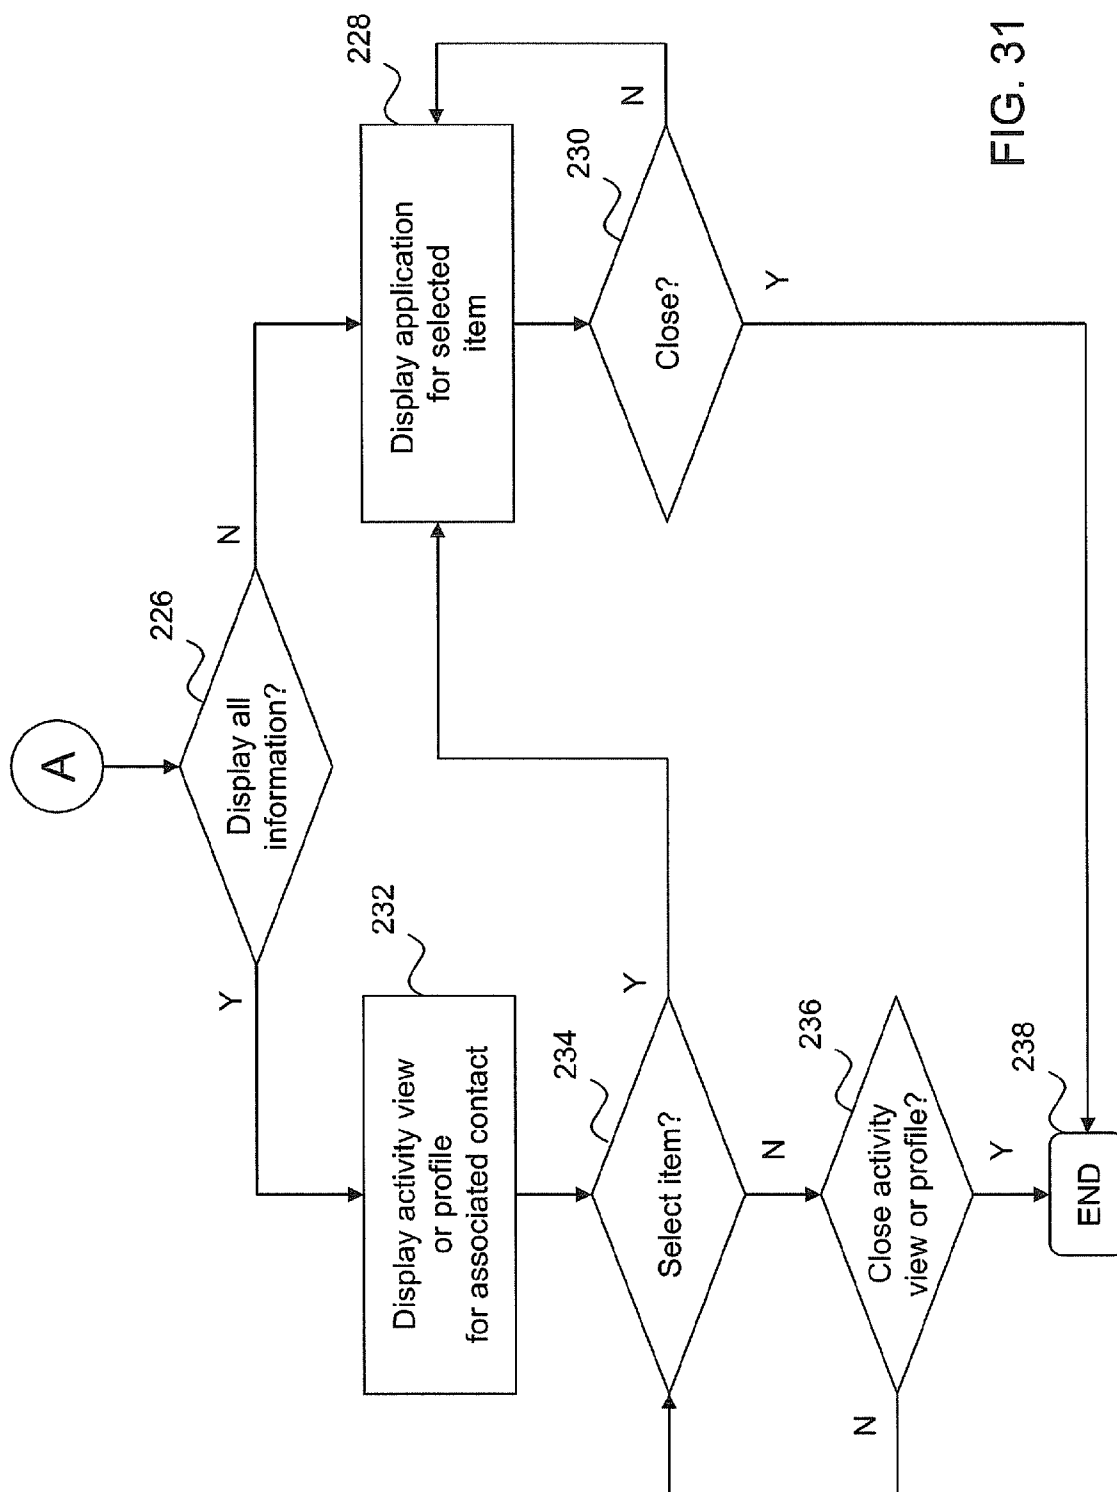 A
226
Display all
information?
Y
N
232
Display activity view
or profile
for associated contact
228
Display application
for selected
item
234
Select item?
Y
N
230
Close?
N
Y
236
Close activity
view or profile?
N
Y
238
END
FIG. 31